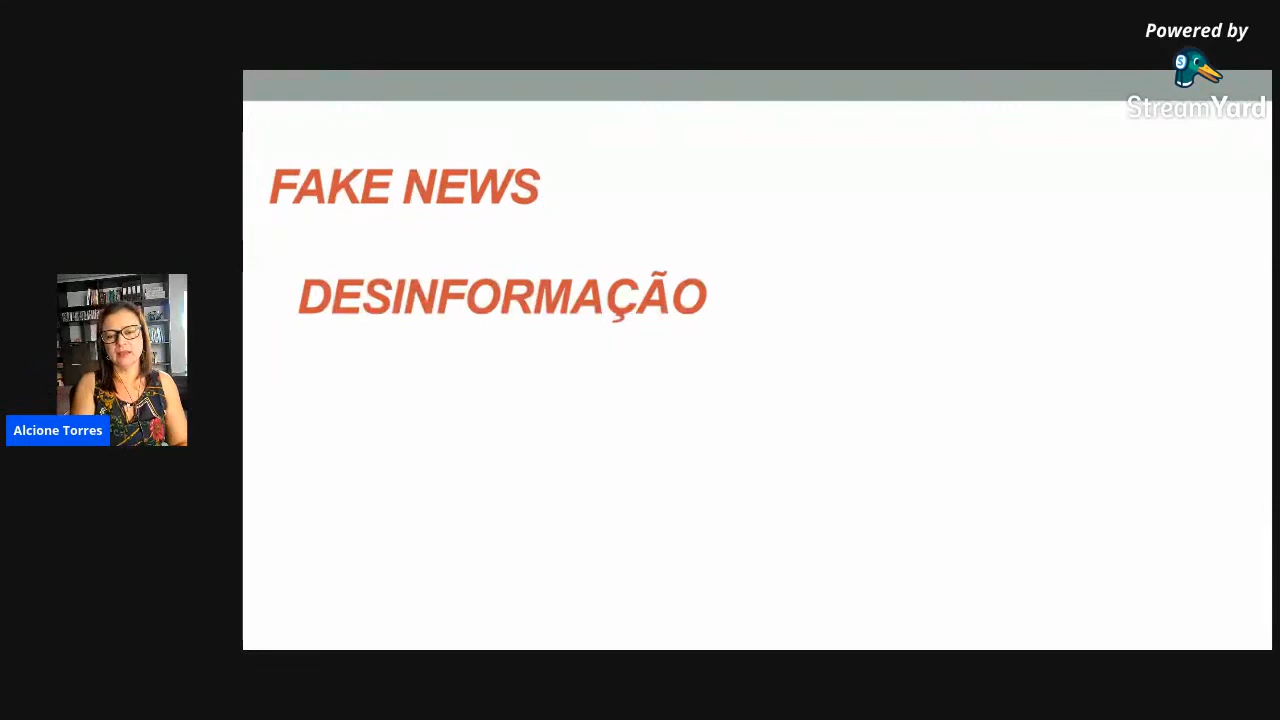 Powered by
StreamYard
FAKE NEWS
DESINFORMAÇÃO
Alcione Torres